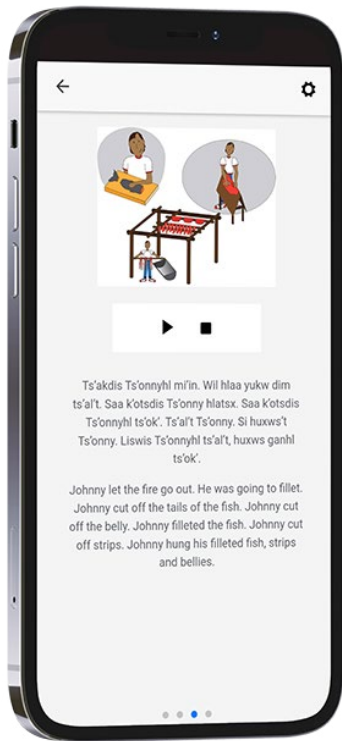 Ts'akdis Ts'onnyhl mi'in. Wil hlaa yukw dim
ts'al't. Saa k'otsdis Ts'onny hlatsx. Saa k'otsdis
Ts'onnyhl ts'ok'. Ts'al't Ts'onny. Si huxws't
Ts'onny. Liswis Ts'onnyhl ts'al't, huxws ganhl
ts'ok'.
Johnny let the fire go out. He was going to fillet.
Johnny cut off the tails of the fish. Johnny cut
off the belly. Johnny filleted the fish. Johnny cut
off strips. Johnny hung his filleted fish, strips
and bellies.